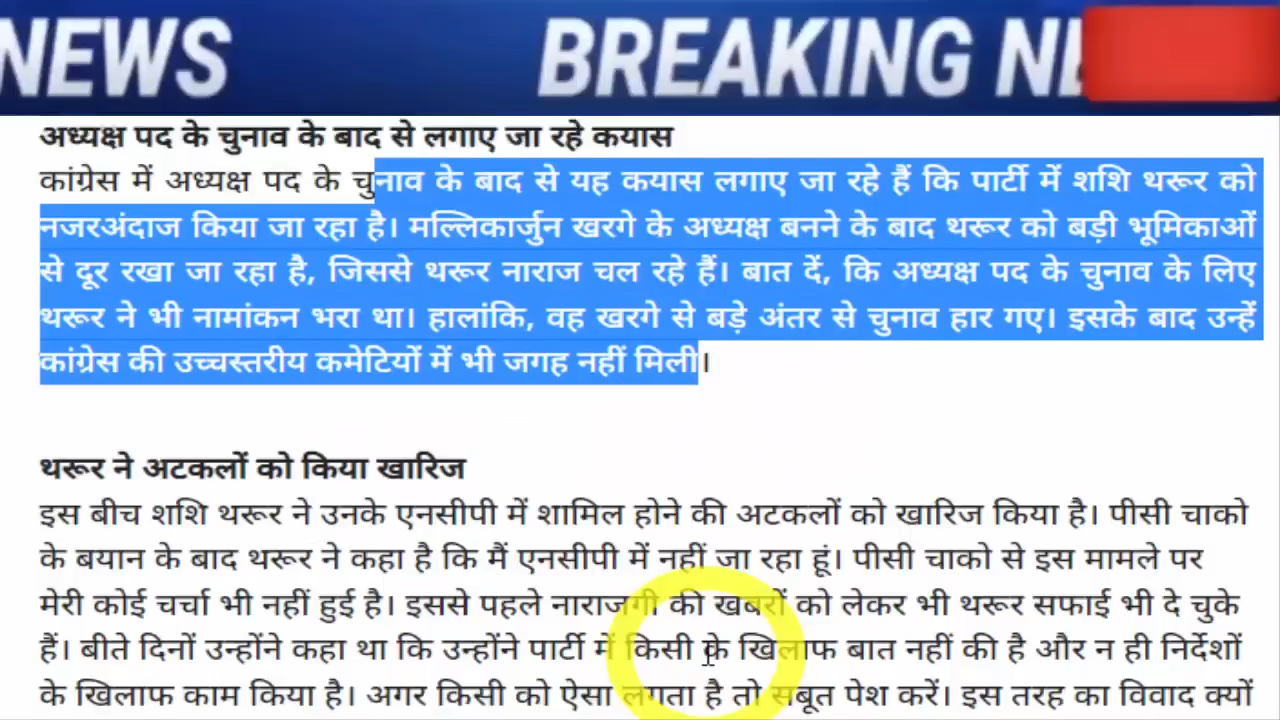 NEWS BREAKING NE
अध्यक्ष पद के चुनाव के बाद से लगाए जा रहे कयास
कांग्रेस में अध्यक्ष पद के चुनाव के बाद से यह कयास लगाए जा रहे हैं कि पार्टी में शशि थरूर को
नजरअंदाज किया जा रहा है। मल्लिकार्जुन खरगे के अध्यक्ष बनने के बाद थरूर को बड़ी भूमिकाओं
से दूर रखा जा रहा है, जिससे थरूर नाराज चल रहे हैं। बात दें, कि अध्यक्ष पद के चुनाव के लिए
थरूर ने भी नामांकन भरा था। हालांकि, वह खरगे से बड़े अंतर से चुनाव हार गए। इसके बाद उन्हें
कांग्रेस की उच्चस्तरीय कमेटियों में भी जगह नहीं मिली।
थरूर ने अटकलों को किया खारिज
इस बीच शशि थरूर ने उनके एनसीपी में शामिल होने की अटकलों को खारिज किया है। पीसी चाको
के बयान के बाद थरूर ने कहा है कि मैं एनसीपी में नहीं जा रहा हूं। पीसी चाको से इस मामले पर
मेरी कोई चर्चा भी नहीं हुई है। इससे पहले नाराजगी की खबरों को लेकर भी थरूर सफाई भी दे चुके
हैं। बीते दिनों उन्होंने कहा था कि उन्होंने पार्टी में किसी के खिलाफ बात नहीं की है और न ही निर्देशों
के खिलाफ काम किया है। अगर किसी को ऐसा लगता है तो सबूत पेश करें। इस तरह का विवाद क्यों